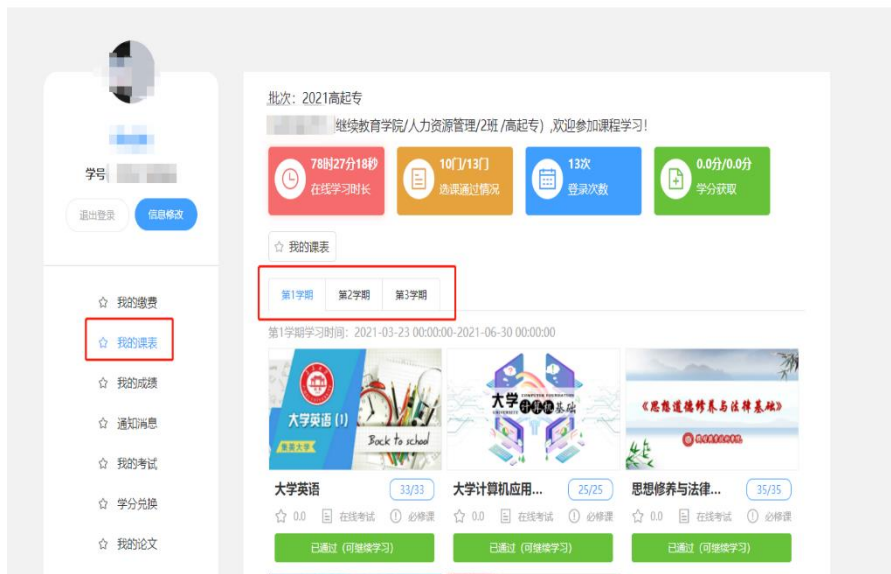 批次：2021高起专
继续教育学院/人力资源管理/2班 /高起专）,欢迎参加课程学习！
学号
退出登录
信息修改
78时27分18秒
在线学习时长
10门/13门
选课通过情况
13次
登录次数
0.0分/0.0分
学分获取
我的课表
我的缴费
我的课表
我的成绩
通知消息
我的考试
学分兑换
我的论文
第1学期 第2学期 第3学期
第1学期学习时间：2021-03-23 00:00:00-2021-06-30 00:00:00
大学英语 (1)
Back to school
大学计算机基础
COMPUTER FOUNDATION
《思想道德修养与法律基础》
大学英语 33/33
0.0 在线考试 必修课
已通过（可继续学习）
大学计算机应用... 25/25
0.0 在线考试 必修课
已通过（可继续学习）
思想修养与法律... 35/35
0.0 在线考试 必修课
已通过（可继续学习）